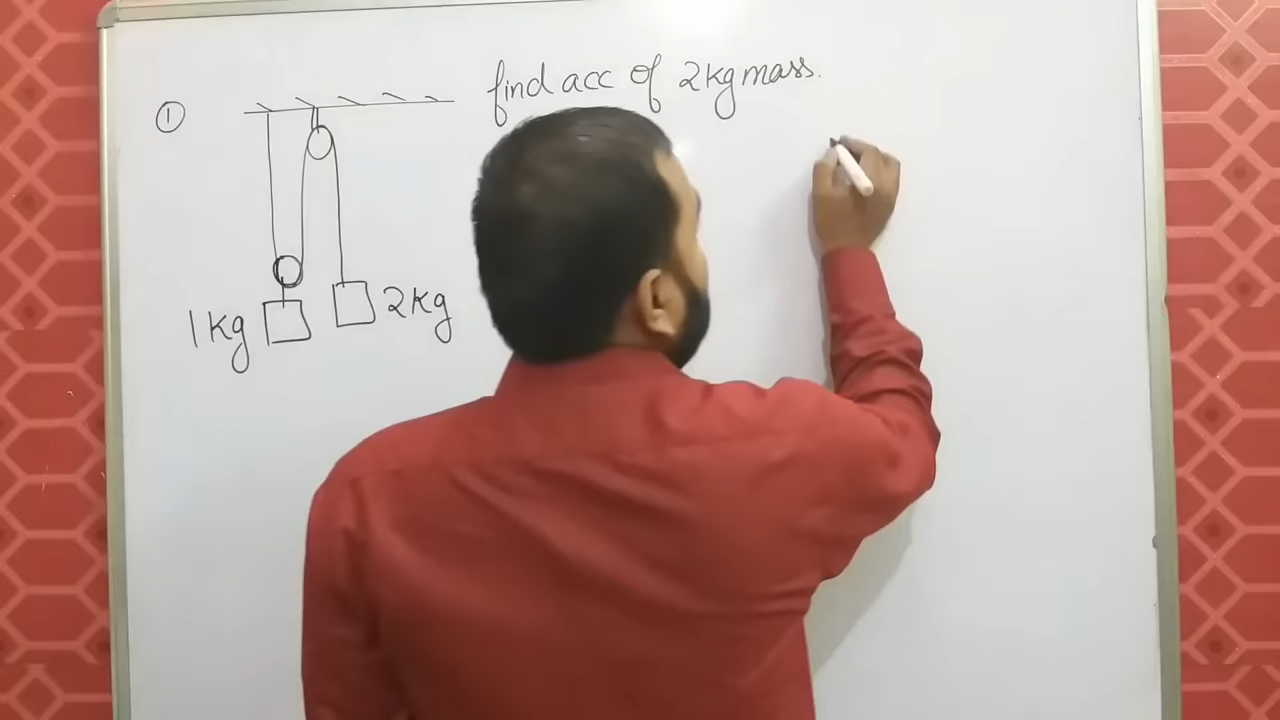 ① find acc of 2kg mass.
1kg 2kg